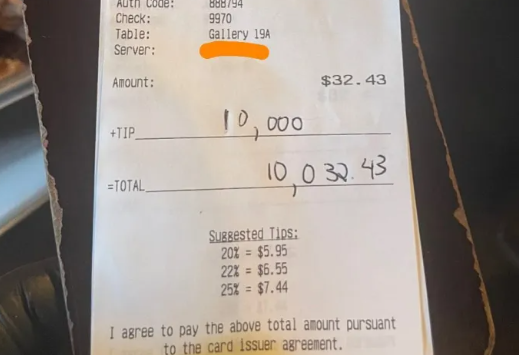 Auth Code: 888794
Check: 9970
Table: Gallery 19A
Server:
Amount: $32.43
+TIP 10,000
=TOTAL 10,032.43
Suggested Tips:
20% = $5.95
22% = $6.55
25% = $7.44
I agree to pay the above total amount pursuant
to the card issuer agreement.